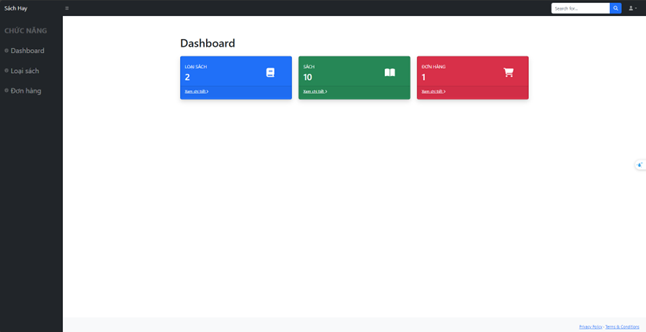 Sách Hay
Search for...
CHỨC NĂNG
Dashboard
Loại sách
Đơn hàng
Dashboard
LOẠI SÁCH
2
Xem chi tiết
SÁCH
10
Xem chi tiết
ĐƠN HÀNG
1
Xem chi tiết
Privacy Policy · Terms & Conditions